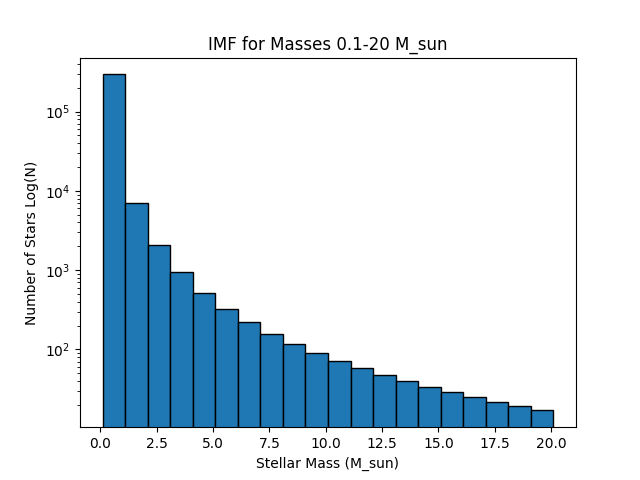 IMF for Masses 0.1-20 M_sun
Number of Stars Log(N)
10^5
10^4
10^3
10^2
0.0 2.5 5.0 7.5 10.0 12.5 15.0 17.5 20.0
Stellar Mass (M_sun)